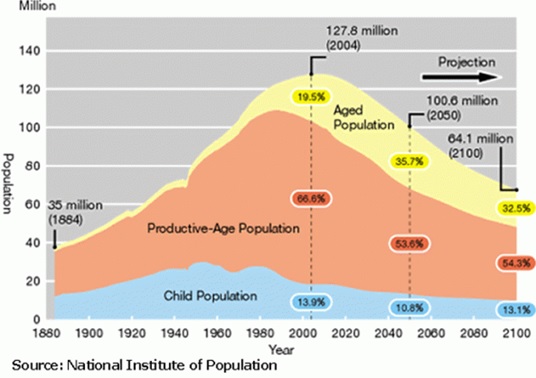 Million
140
120
100
80
60
40
20
0
Population
127.8 million
(2004)
Projection
100.6 million
(2050)
64.1 million
(2100)
35 million
(1884)
Aged
Population
Productive-Age Population
Child Population
19.5%
66.6%
13.9%
35.7%
53.6%
10.8%
32.5%
54.3%
13.1%
1880 1900 1920 1940 1960 1980 2000 2020 2040 2060 2080 2100
Year
Source: National Institute of Population